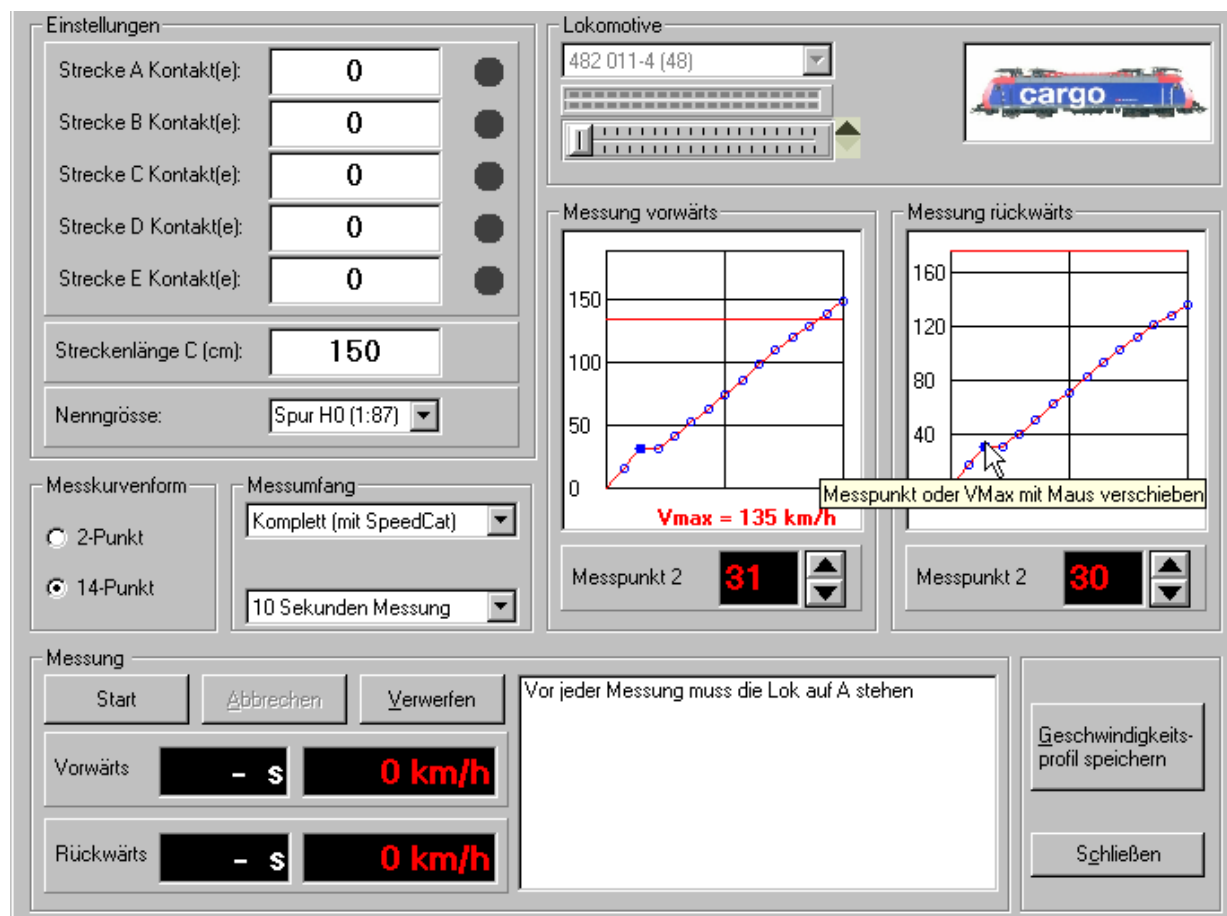 Einstellungen
Strecke A Kontakt(e): 0
Strecke B Kontakt(e): 0
Strecke C Kontakt(e): 0
Strecke D Kontakt(e): 0
Strecke E Kontakt(e): 0
Streckenlänge C (cm): 150
Nenngrösse: Spur H0 (1:87)
Lokomotive
482 011-4 (48)
cargo
Messung vorwärts
150
100
50
0
Vmax = 135 km/h
Messpunkt 2 31
Messung rückwärts
160
120
80
40
Messpunkt oder VMax mit Maus verschieben
Messpunkt 2 30
Messkurvenform
2-Punkt
14-Punkt
Messumfang
Komplett (mit SpeedCat)
10 Sekunden Messung
Messung
Start Abbrechen Verwerfen
Vorwärts - s 0 km/h
Rückwärts - s 0 km/h
Vor jeder Messung muss die Lok auf A stehen
Geschwindigkeits-
profil speichern
Schließen